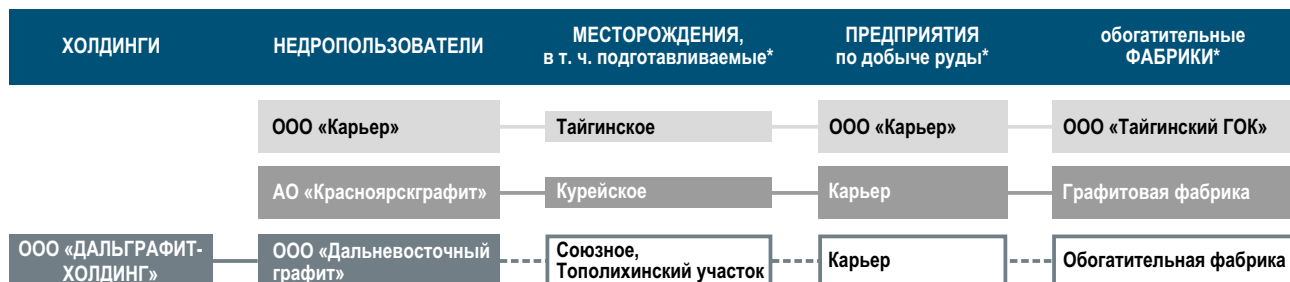 ХОЛДИНГИ
НЕДРОПОЛЬЗОВАТЕЛИ
МЕСТОРОЖДЕНИЯ,
в т. ч. подготавливаемые*
ПРЕДПРИЯТИЯ
по добыче руды*
обогатительные
ФАБРИКИ*
ООО «Карьер»
Тайгинское
ООО «Карьер»
ООО «Тайгинский ГОК»
АО «Красноярскграфит»
Курейское
Карьер
Графитовая фабрика
ООО «ДАЛЬГРАФИТ-
ХОЛДИНГ»
ООО «Дальневосточный
графит»
Союзное,
Тополихинский участок
Карьер
Обогатительная фабрика